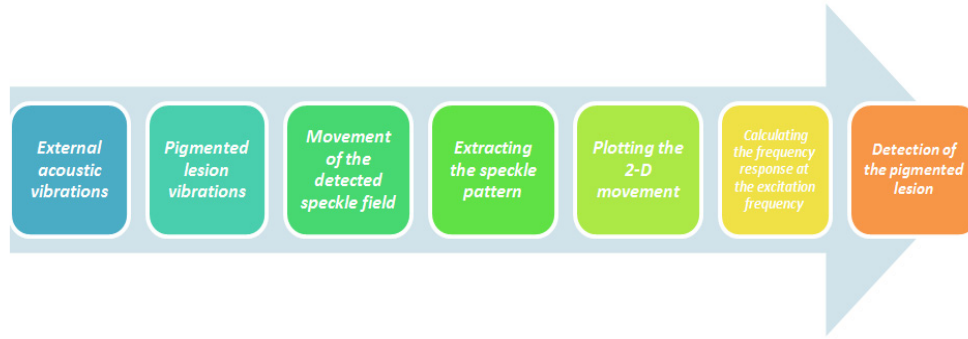 External
acoustic
vibrations
Pigmented
lesion
vibrations
Movement
of the
detected
speckle field
Extracting
the speckle
pattern
Plotting the
2-D
movement
Calculating
the frequency
response at
the excitation
frequency
Detection of
the pigmented
lesion